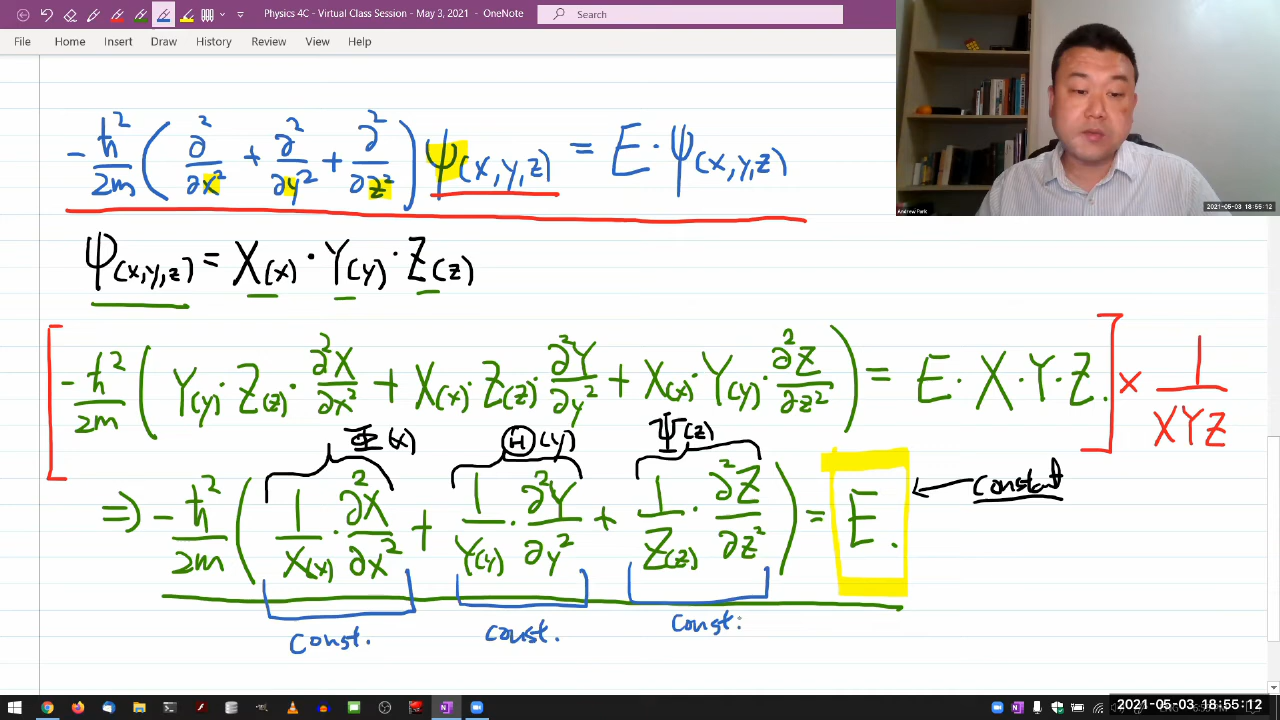 Physics 4C - Virtual Class Session - May 3, 2021 - OneNote
Search
File Home Insert Draw History Review View Help
-ħ²/2m (∂²/∂x² + ∂²/∂y² + ∂²/∂z²) ψ(x,y,z) = E·ψ(x,y,z)
Andrew Park
2021-05-03 18:55:12
ψ(x,y,z) = X(x)·Y(y)·Z(z)
[-ħ²/2m (Y(y)·Z(z)·∂²X/∂x² + X(x)·Z(z)·∂²Y/∂y² + X(x)·Y(y)·∂²Z/∂z²) = E·X·Y·Z.] × 1/XYZ
Φ(x) Θ(y) Ψ(z)
⇒ -ħ²/2m (1/X(x)·∂²X/∂x² + 1/Y(y)·∂²Y/∂y² + 1/Z(z)·∂²Z/∂z²) = E. ← constant
const. const. const.
2021-05-03 18:55:12